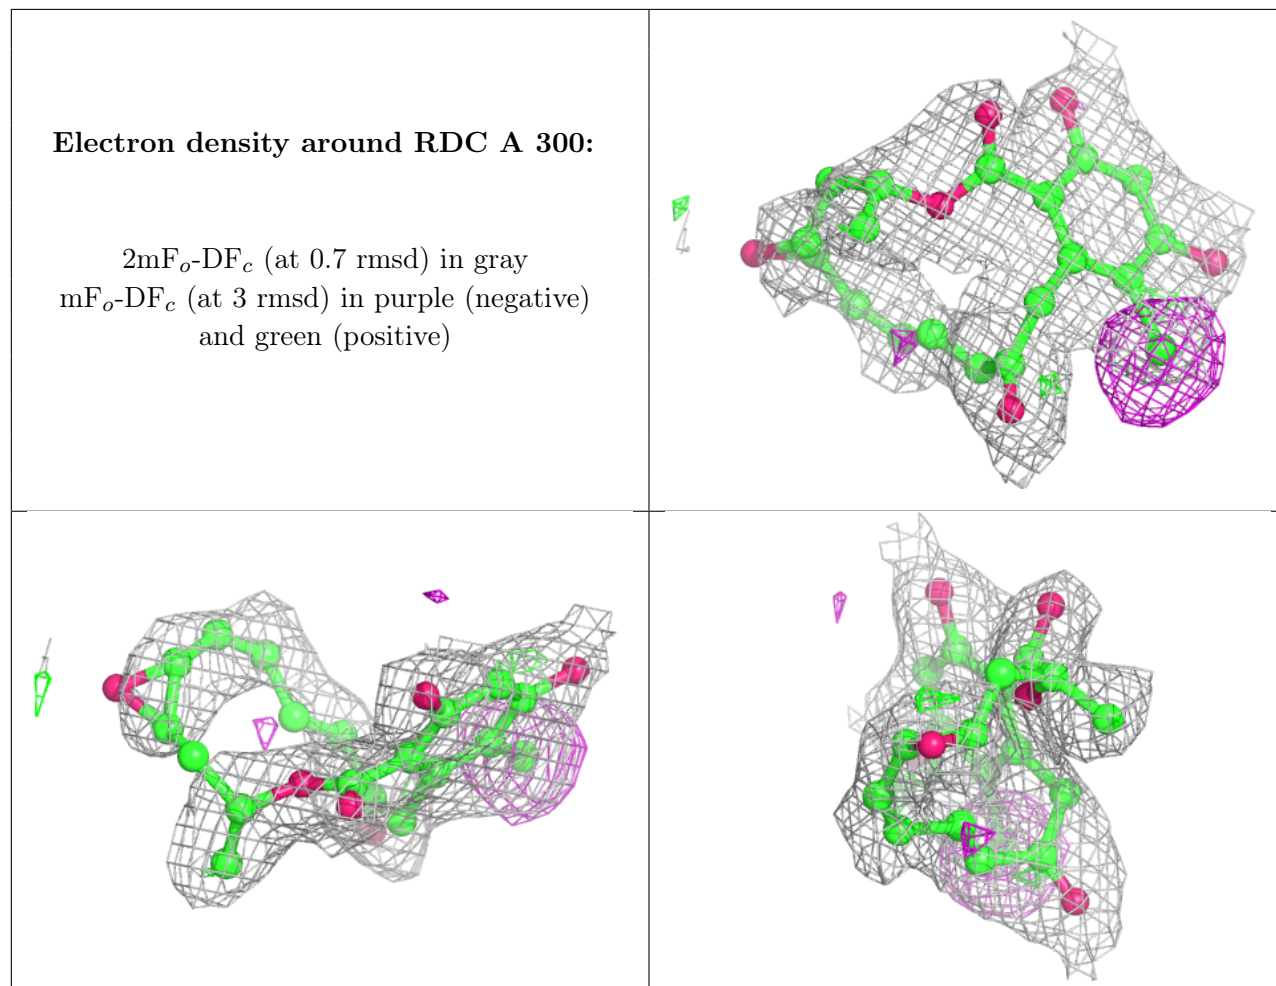 Electron density around RDC A 300:
2mFₒ-DF𝒸 (at 0.7 rmsd) in gray
mFₒ-DF𝒸 (at 3 rmsd) in purple (negative)
and green (positive)